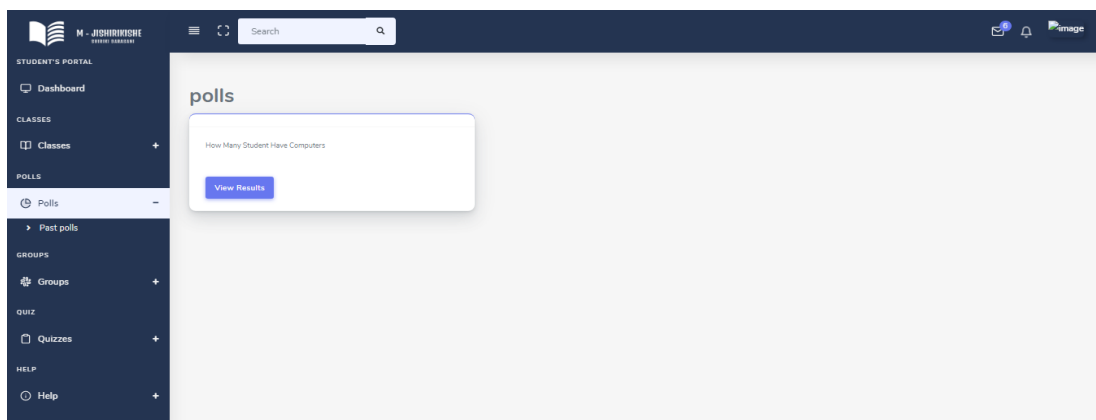 M - JISHIRIKISHE
STUDENT'S PORTAL
Dashboard
CLASSES
Classes +
POLLS
Polls -
Past polls
GROUPS
Groups +
QUIZ
Quizzes +
HELP
Help +
Search
6
image
polls
How Many Student Have Computers
View Results